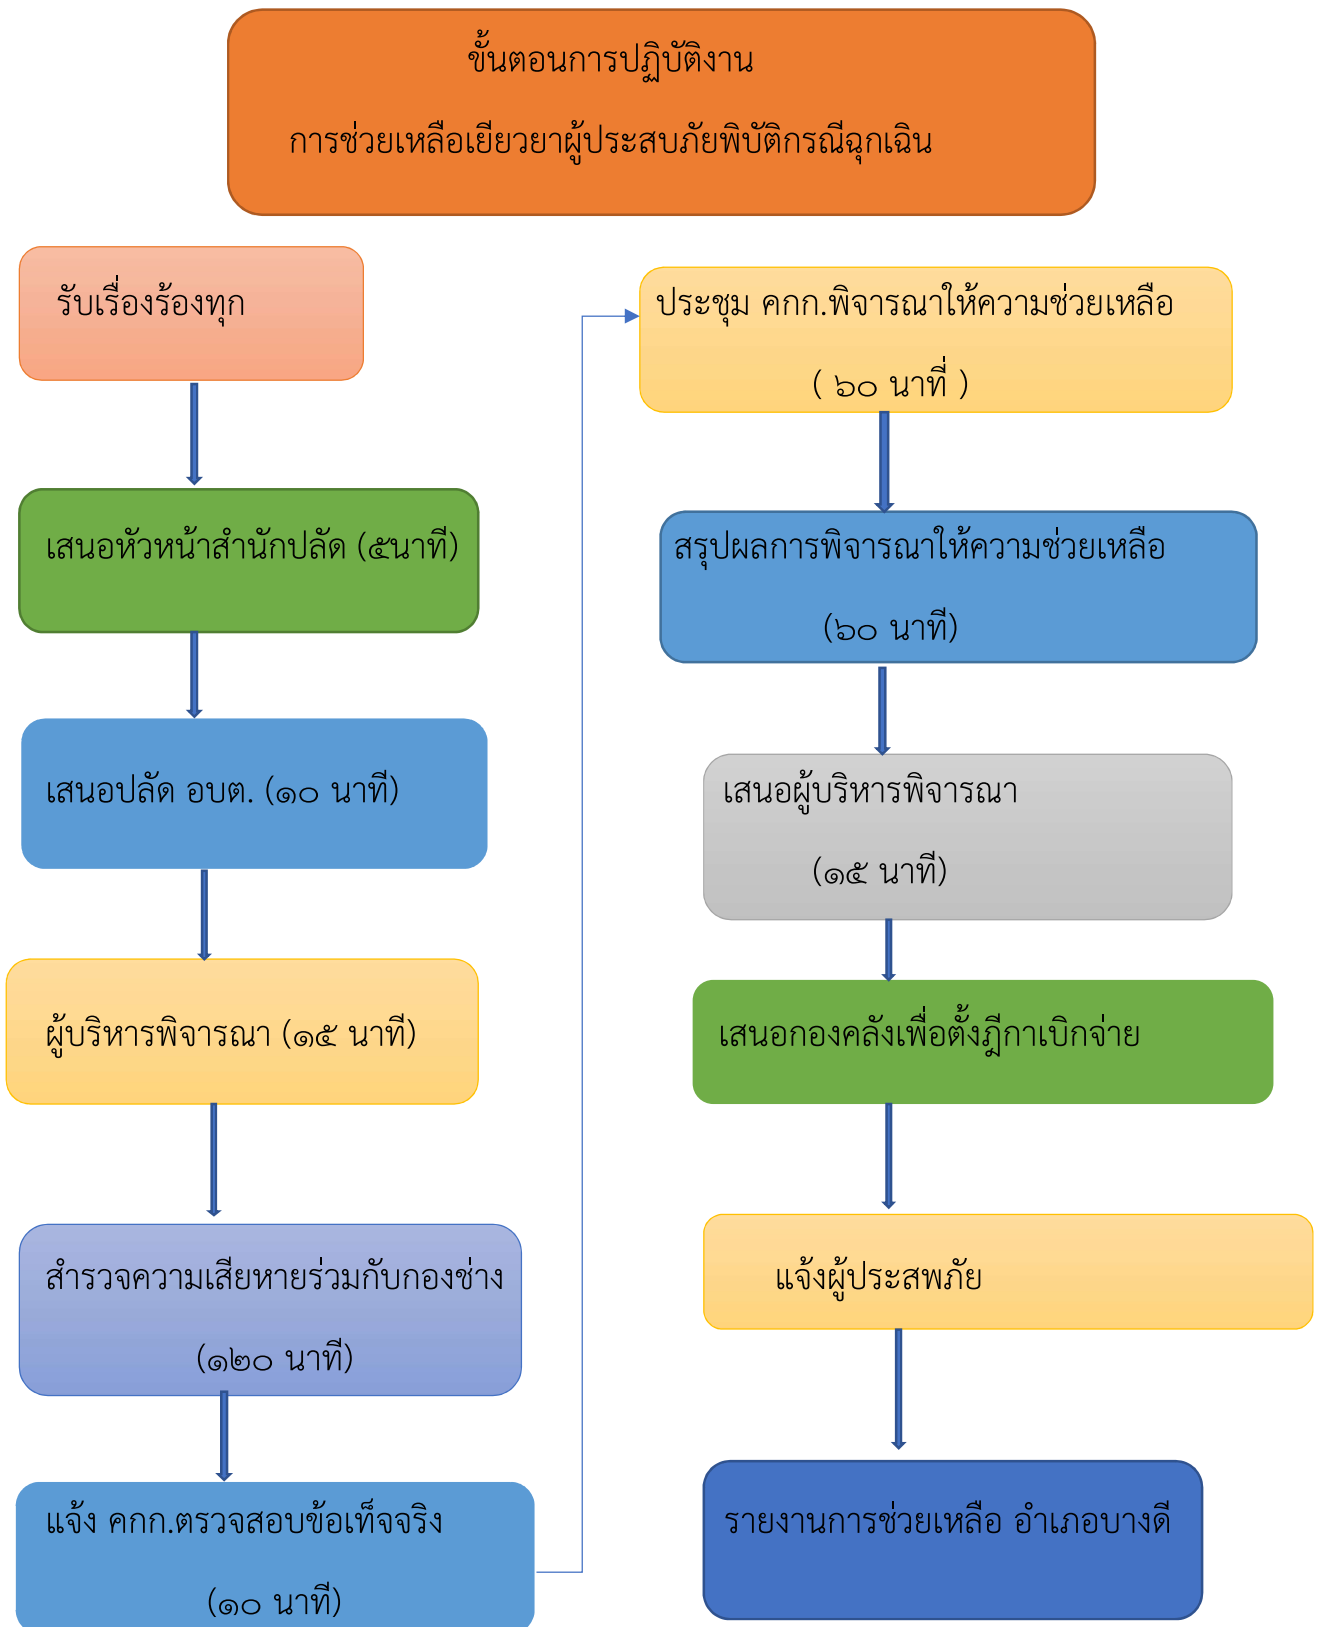 ขั้นตอนการปฏิบัติงาน
การช่วยเหลือเยียวยาผู้ประสบภัยพิบัติกรณีฉุกเฉิน
รับเรื่องร้องทุก
เสนอหัวหน้าสำนักปลัด (๕นาที)
เสนอปลัด อบต. (๑๐ นาที)
ผู้บริหารพิจารณา (๑๕ นาที)
สำรวจความเสียหายร่วมกับกองช่าง
(๑๒๐ นาที)
แจ้ง คกก.ตรวจสอบข้อเท็จจริง
(๑๐ นาที)
ประชุม คกก.พิจารณาให้ความช่วยเหลือ
( ๖๐ นาที่ )
สรุปผลการพิจารณาให้ความช่วยเหลือ
(๖๐ นาที)
เสนอผู้บริหารพิจารณา
(๑๕ นาที)
เสนอกองคลังเพื่อตั้งฎีกาเบิกจ่าย
แจ้งผู้ประสพภัย
รายงานการช่วยเหลือ อำเภอบางดี